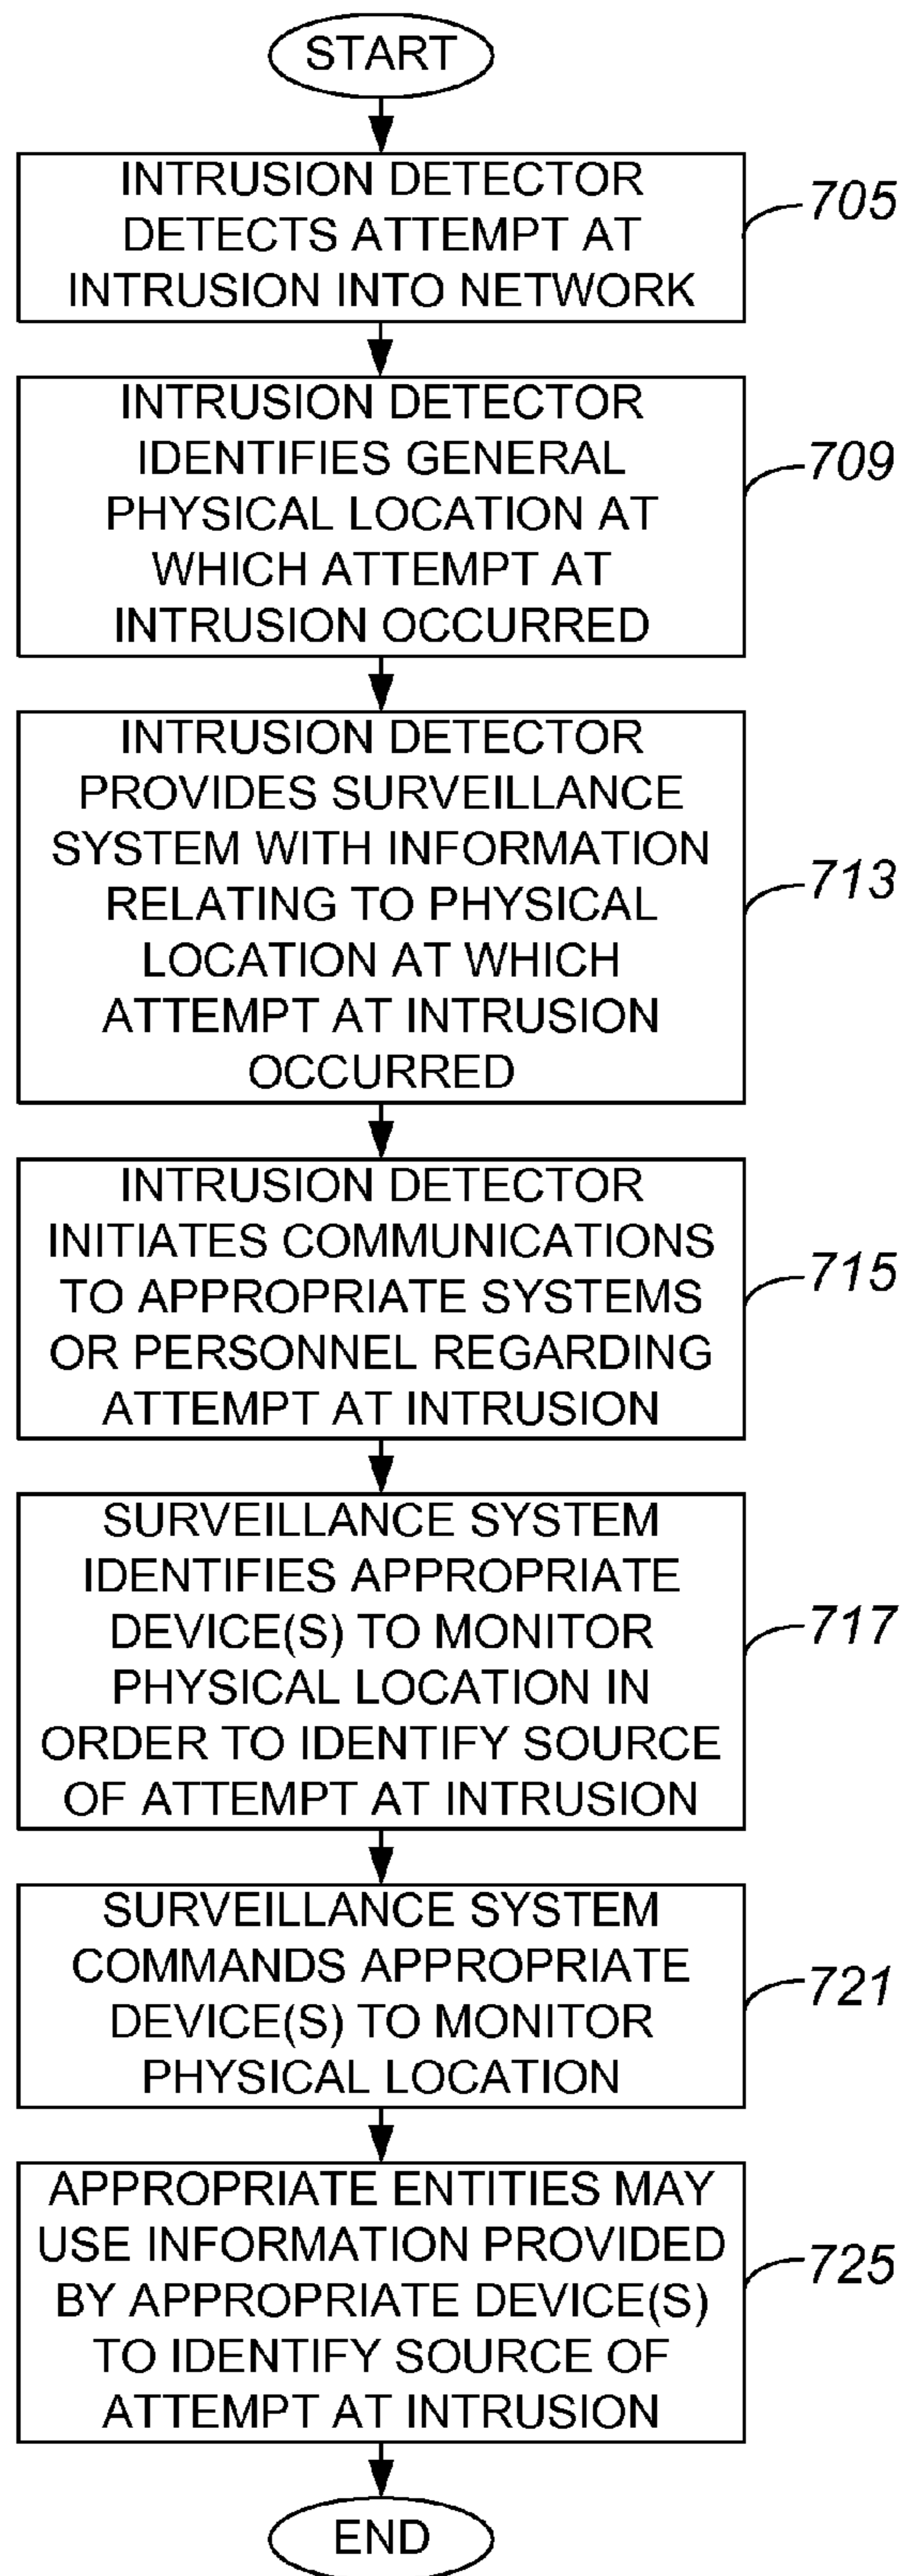 START
INTRUSION DETECTOR
DETECTS ATTEMPT AT
INTRUSION INTO NETWORK
705
INTRUSION DETECTOR
IDENTIFIES GENERAL
PHYSICAL LOCATION AT
WHICH ATTEMPT AT
INTRUSION OCCURRED
709
INTRUSION DETECTOR
PROVIDES SURVEILLANCE
SYSTEM WITH INFORMATION
RELATING TO PHYSICAL
LOCATION AT WHICH
ATTEMPT AT INTRUSION
OCCURRED
713
INTRUSION DETECTOR
INITIATES COMMUNICATIONS
TO APPROPRIATE SYSTEMS
OR PERSONNEL REGARDING
ATTEMPT AT INTRUSION
715
SURVEILLANCE SYSTEM
IDENTIFIES APPROPRIATE
DEVICE(S) TO MONITOR
PHYSICAL LOCATION IN
ORDER TO IDENTIFY SOURCE
OF ATTEMPT AT INTRUSION
717
SURVEILLANCE SYSTEM
COMMANDS APPROPRIATE
DEVICE(S) TO MONITOR
PHYSICAL LOCATION
721
APPROPRIATE ENTITIES MAY
USE INFORMATION PROVIDED
BY APPROPRIATE DEVICE(S)
TO IDENTIFY SOURCE OF
ATTEMPT AT INTRUSION
725
END